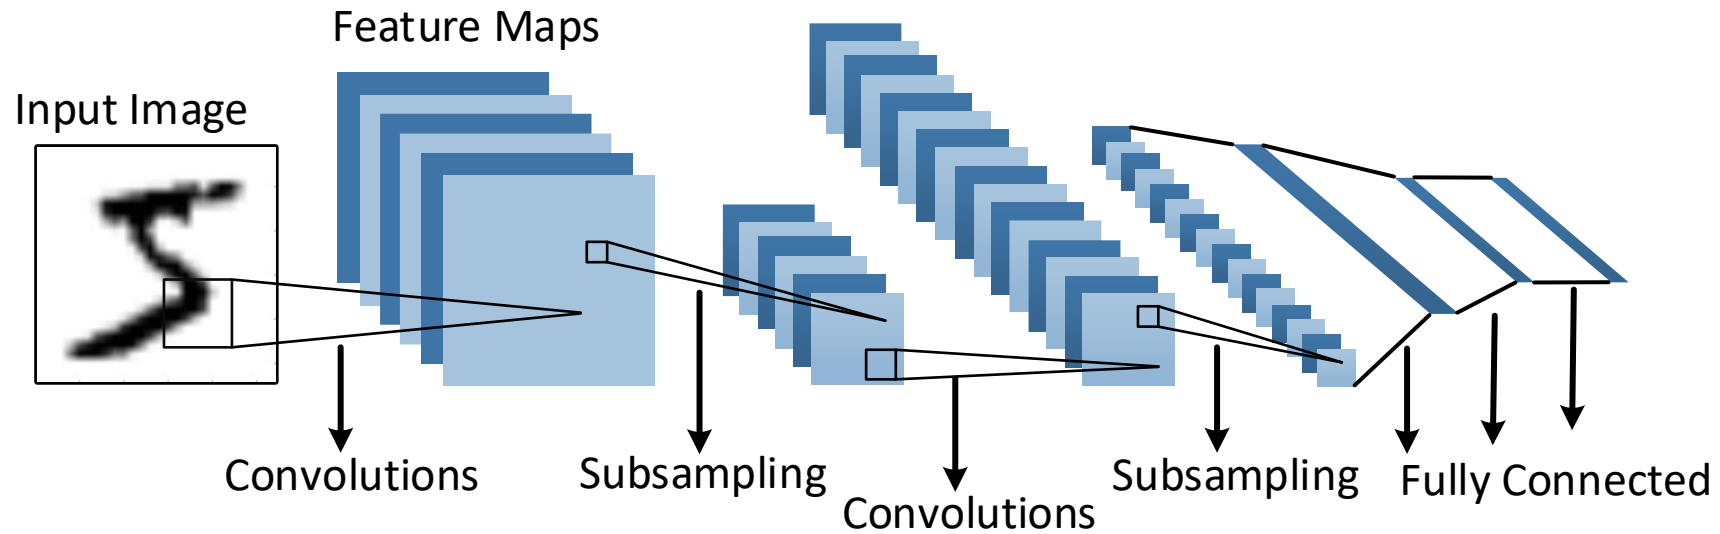 Feature Maps
Input Image
Convolutions
Subsampling
Convolutions
Subsampling
Fully Connected